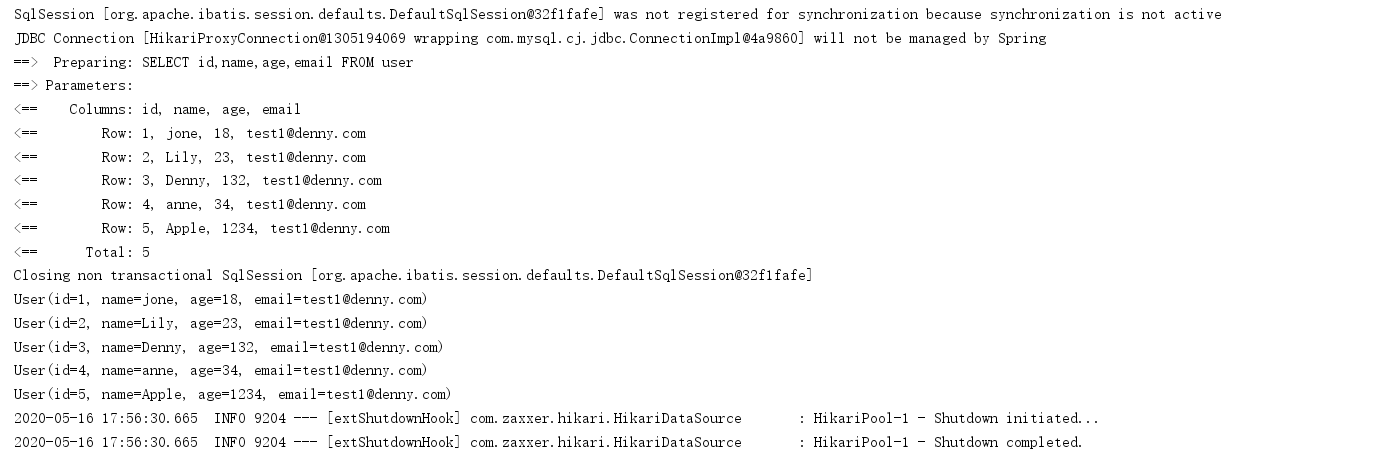 SqlSession [org.apache.ibatis.session.defaults.DefaultSqlSession@32f1fafe] was not registered for synchronization because synchronization is not active
JDBC Connection [HikariProxyConnection@1305194069 wrapping com.mysql.cj.jdbc.ConnectionImpl@4a9860] will not be managed by Spring
==>  Preparing: SELECT id,name,age,email FROM user
==> Parameters:
<==    Columns: id, name, age, email
<==        Row: 1, jone, 18, test1@denny.com
<==        Row: 2, Lily, 23, test1@denny.com
<==        Row: 3, Denny, 132, test1@denny.com
<==        Row: 4, anne, 34, test1@denny.com
<==        Row: 5, Apple, 1234, test1@denny.com
<==      Total: 5
Closing non transactional SqlSession [org.apache.ibatis.session.defaults.DefaultSqlSession@32f1fafe]
User(id=1, name=jone, age=18, email=test1@denny.com)
User(id=2, name=Lily, age=23, email=test1@denny.com)
User(id=3, name=Denny, age=132, email=test1@denny.com)
User(id=4, name=anne, age=34, email=test1@denny.com)
User(id=5, name=Apple, age=1234, email=test1@denny.com)
2020-05-16 17:56:30.665  INFO 9204 --- [extShutdownHook] com.zaxxer.hikari.HikariDataSource       : HikariPool-1 - Shutdown initiated...
2020-05-16 17:56:30.665  INFO 9204 --- [extShutdownHook] com.zaxxer.hikari.HikariDataSource       : HikariPool-1 - Shutdown completed.